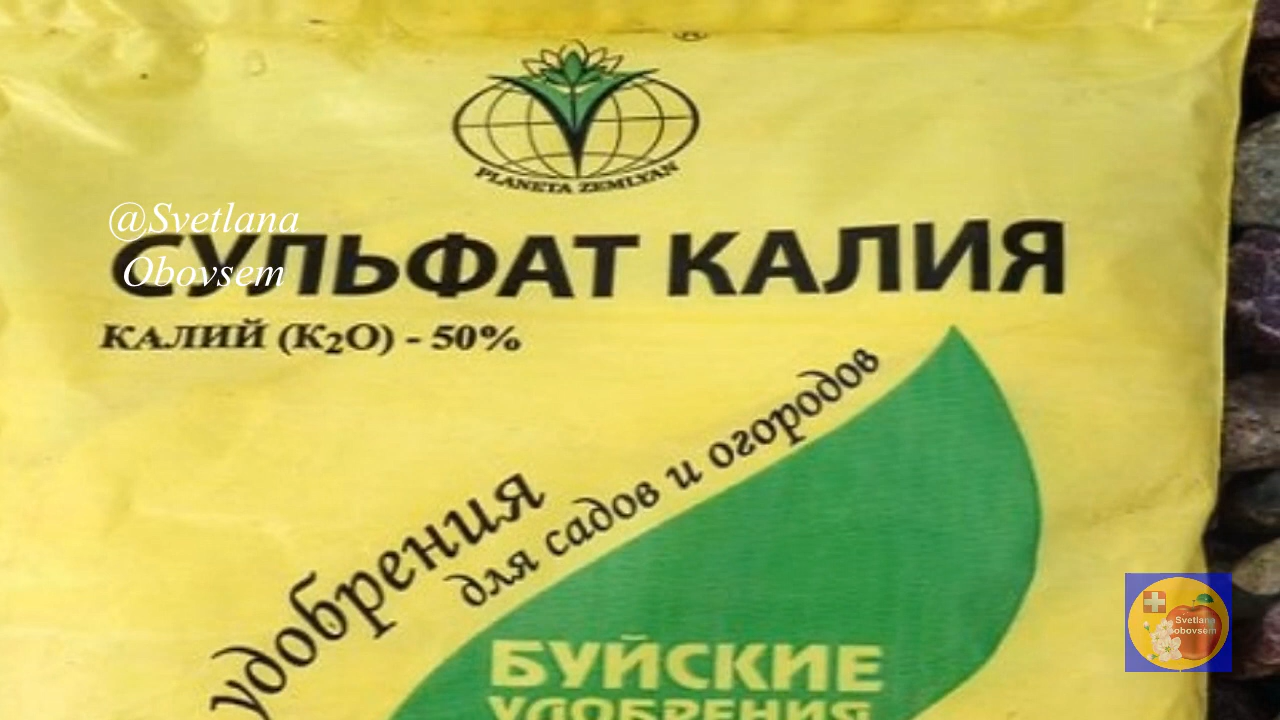 ®
PLANETA ZEMLYAN
@Svetlana
Obovsem
СУЛЬФАТ КАЛИЯ
КАЛИЙ (K₂O) - 50%
удобрения
для садов и огородов
БУЙСКИЕ
УДОБРЕНИЯ
Svetlana
obovsem